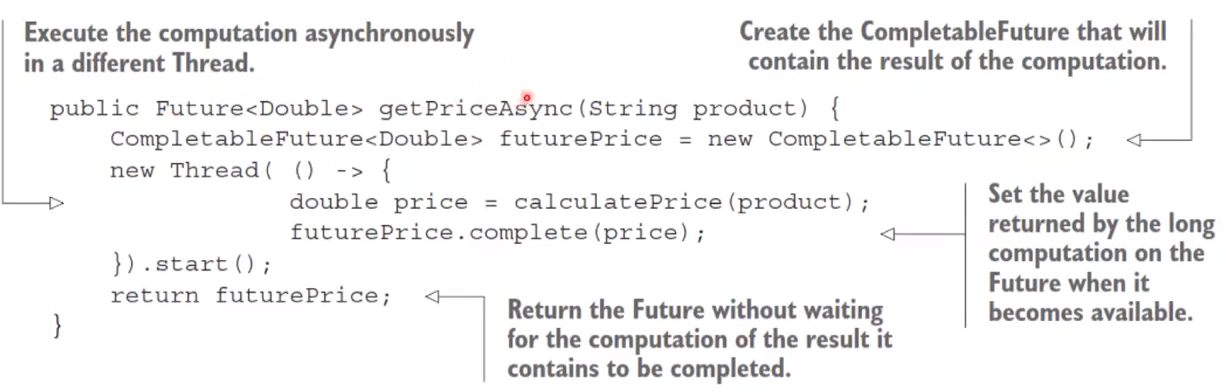 Execute the computation asynchronously
in a different Thread.
Create the CompletableFuture that will
contain the result of the computation.
public Future<Double> getPriceAsync(String product) {
CompletableFuture<Double> futurePrice = new CompletableFuture<>();
new Thread( () -> {
double price = calculatePrice(product);
futurePrice.complete(price);
}).start();
return futurePrice;
}
Set the value
returned by the long
computation on the
Future when it
becomes available.
Return the Future without waiting
for the computation of the result it
contains to be completed.